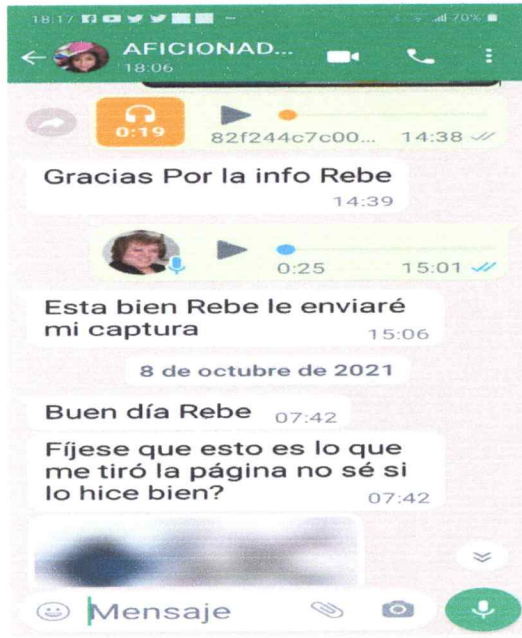 18:17
70%
AFICIONAD...
18:06
0:19
82f244c7c00... 14:38
Gracias Por la info Rebe
14:39
0:25 15:01
Esta bien Rebe le enviaré
mi captura 15:06
8 de octubre de 2021
Buen día Rebe 07:42
Fíjese que esto es lo que
me tiró la página no sé si
lo hice bien? 07:42
Mensaje